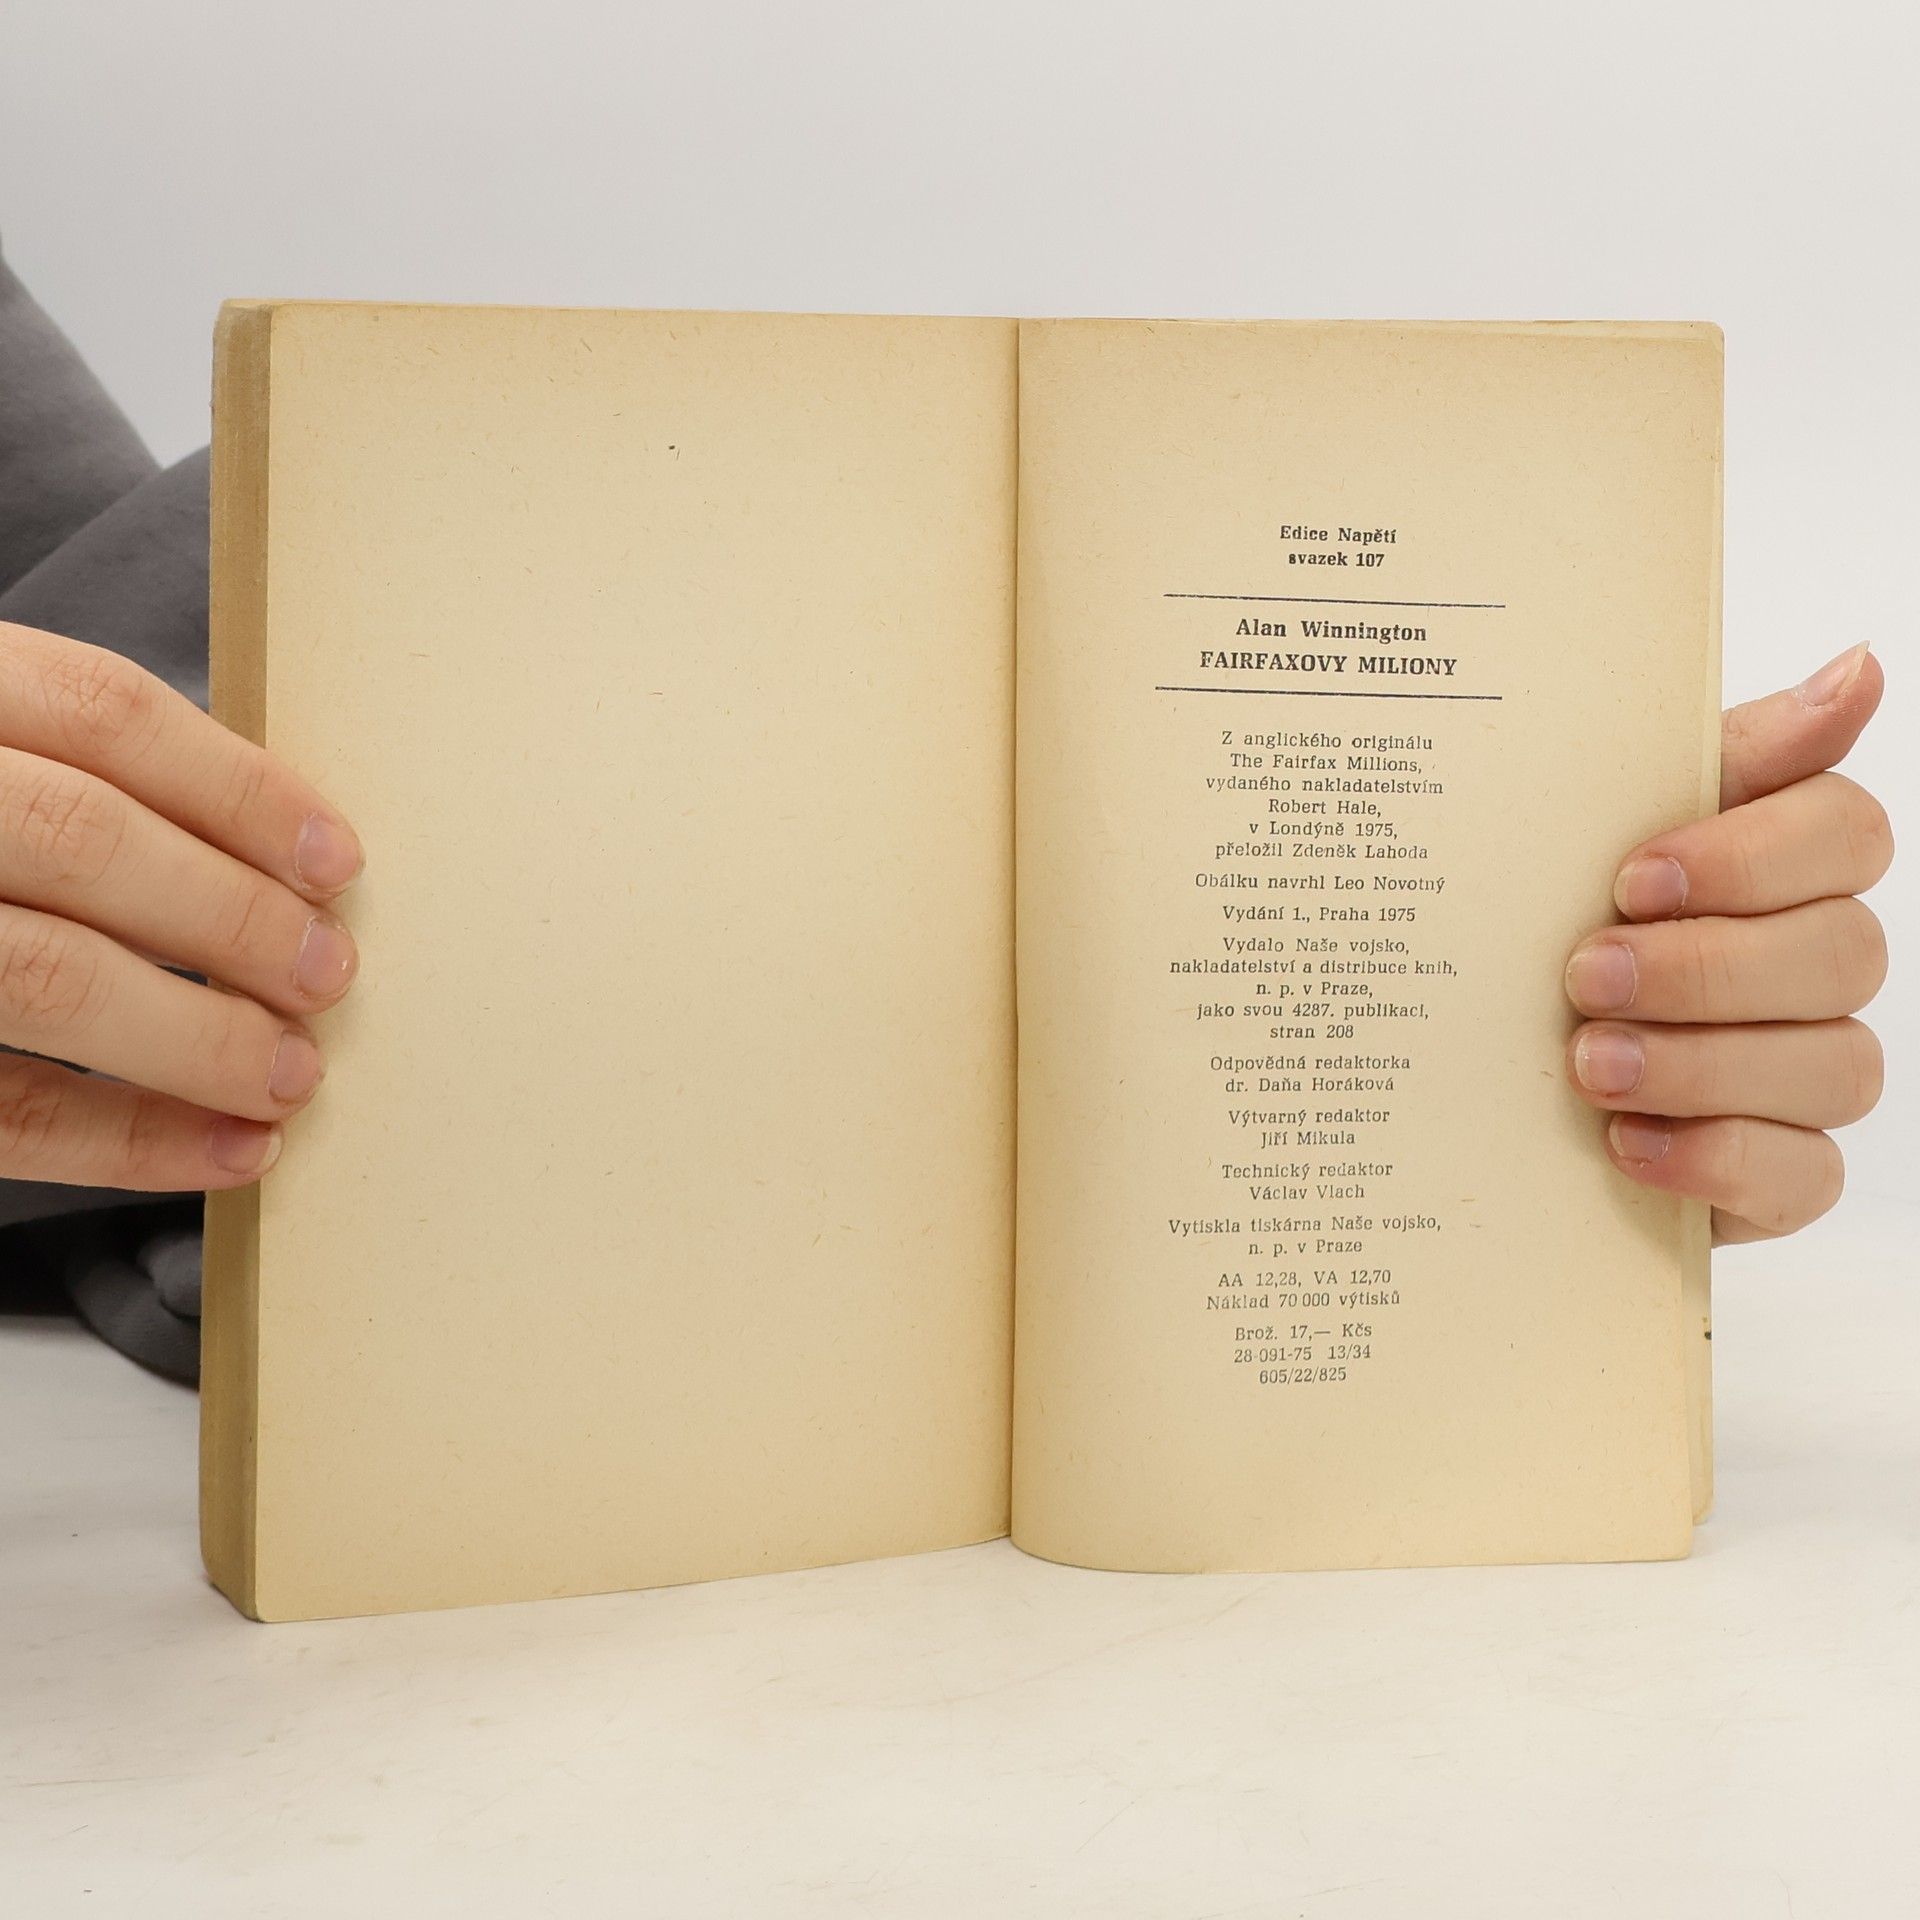 Edice Napětí
svazek 107
Alan Winnington
FAIRFAXOVY MILIONY
Z anglického originálu
The Fairfax Millions,
vydaného nakladatelstvím
Robert Hale,
v Londýně 1975,
přeložil Zdeněk Lahoda
Obálku navrhl Leo Novotný
Vydání 1., Praha 1975
Vydalo Naše vojsko,
nakladatelství a distribuce knih,
n. p. v Praze,
jako svou 4287. publikaci,
stran 208
Odpovědná redaktorka
dr. Daňa Horáková
Výtvarný redaktor
Jiří Mikula
Technický redaktor
Václav Vlach
Vytiskla tiskárna Naše vojsko,
n. p. v Praze
AA 12,28, VA 12,70
Náklad 70 000 výtisků
Brož. 17,— Kčs
28-091-75 13/34
605/22/825